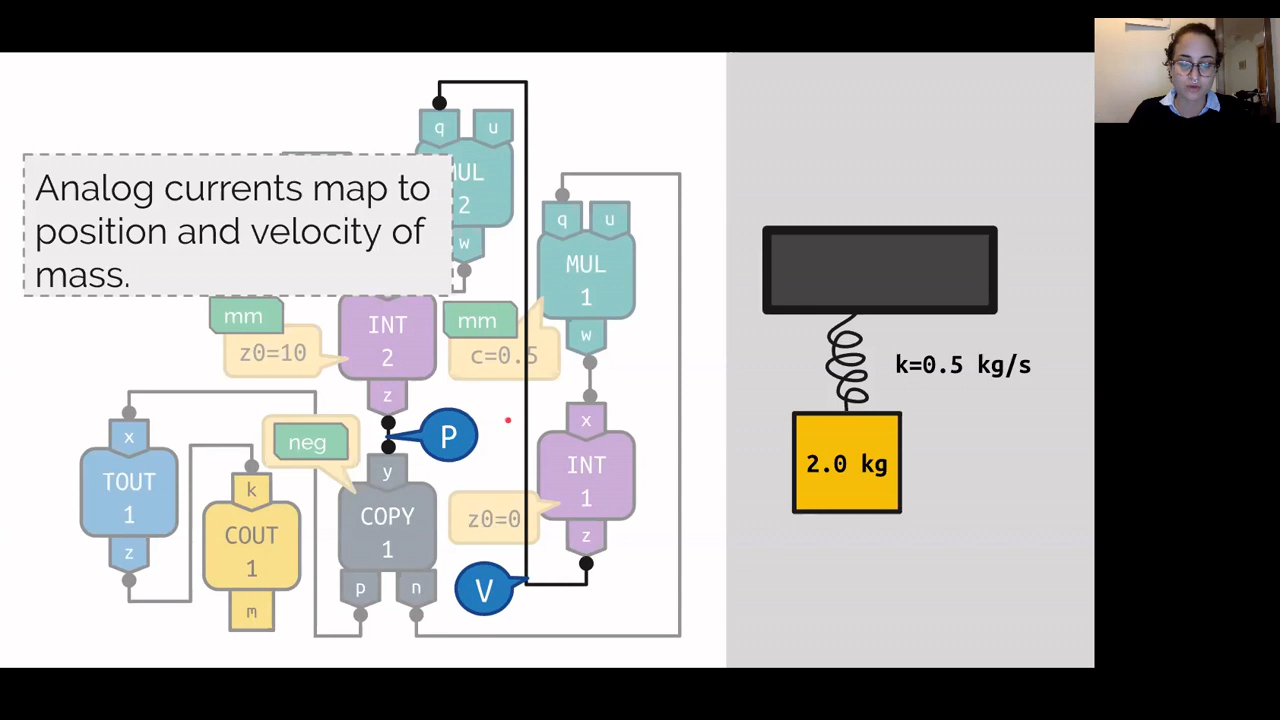 q u
Analog currents map to
position and velocity of
mass.
MUL
2
w
q u
MUL
1
w
mm
z0=10
INT
2
z
mm
c=0.5
k=0.5 kg/s
2.0 kg
x
TOUT
1
z
k
COUT
1
m
neg
P
y
COPY
1
p n
x
INT
1
z
z0=0
V